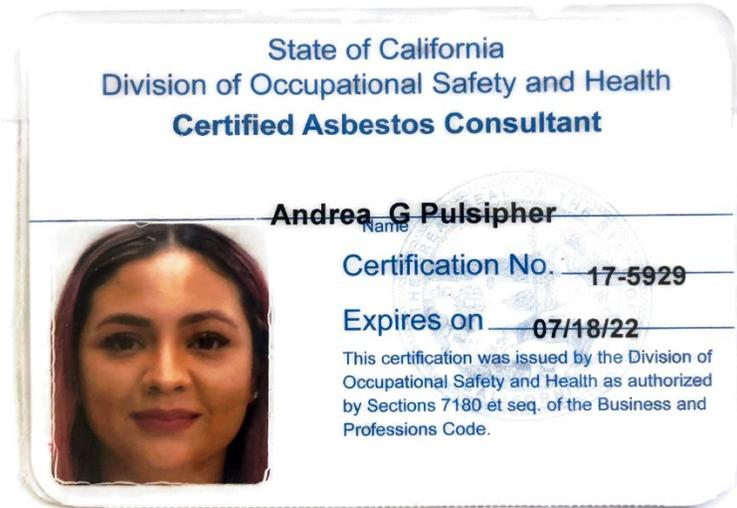 State of California
Division of Occupational Safety and Health
Certified Asbestos Consultant
Andrea G Pulsipher
Name
Certification No. 17-5929
Expires on 07/18/22
This certification was issued by the Division of
Occupational Safety and Health as authorized
by Sections 7180 et seq. of the Business and
Professions Code.